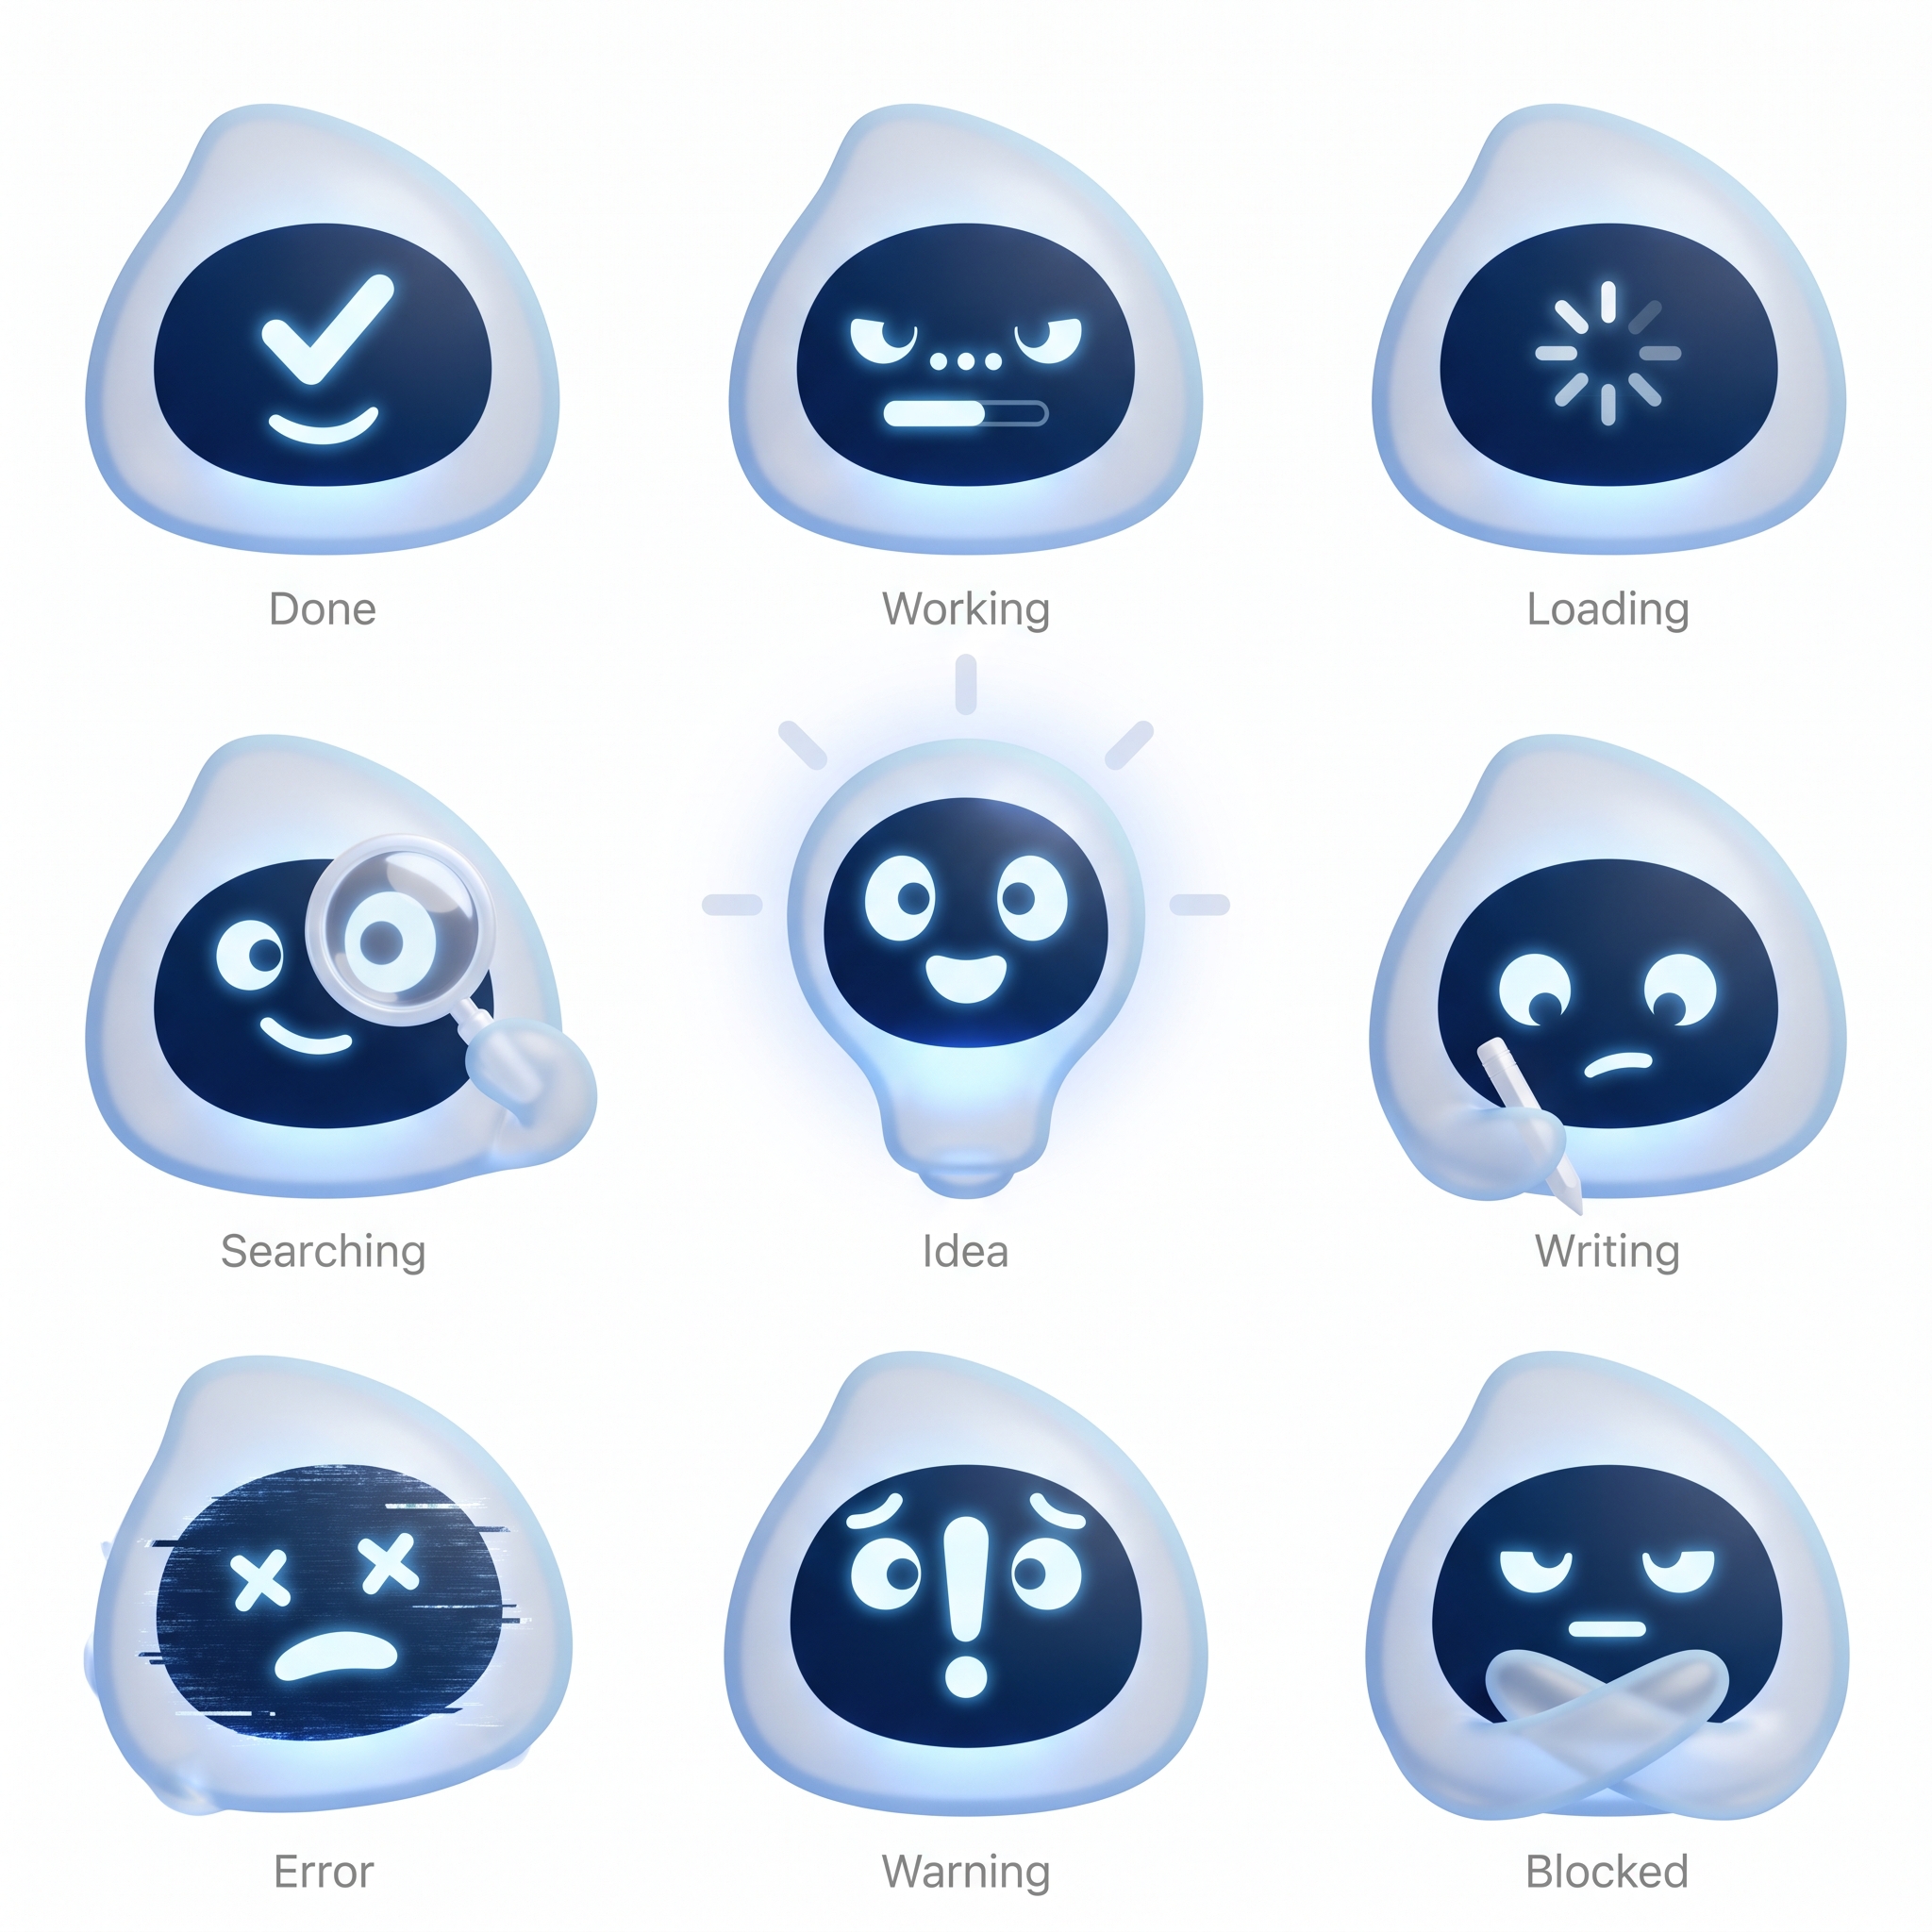 Done
Working
Loading
Searching
Idea
Writing
Error
Warning
Blocked